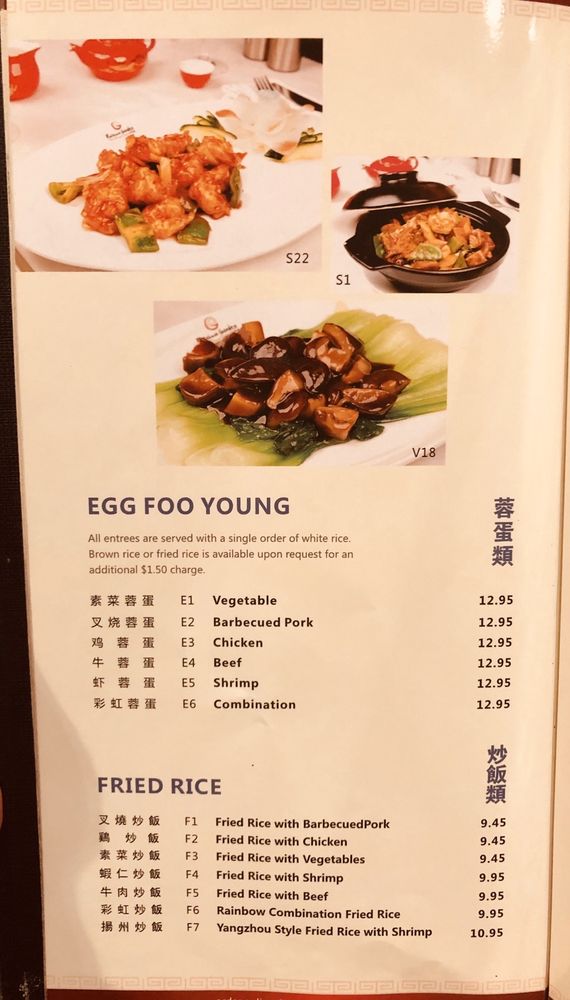 S22
S1
V18
EGG FOO YOUNG
蓉蛋類
All entrees are served with a single order of white rice.
Brown rice or fried rice is available upon request for an
additional $1.50 charge.
素菜蓉蛋 E1 Vegetable 12.95
叉烧蓉蛋 E2 Barbecued Pork 12.95
鸡蓉蛋 E3 Chicken 12.95
牛蓉蛋 E4 Beef 12.95
虾蓉蛋 E5 Shrimp 12.95
彩虹蓉蛋 E6 Combination 12.95
FRIED RICE
炒飯類
叉燒炒飯 F1 Fried Rice with BarbecuedPork 9.45
鷄炒飯 F2 Fried Rice with Chicken 9.45
素菜炒飯 F3 Fried Rice with Vegetables 9.45
蝦仁炒飯 F4 Fried Rice with Shrimp 9.95
牛肉炒飯 F5 Fried Rice with Beef 9.95
彩虹炒飯 F6 Rainbow Combination Fried Rice 9.95
揚州炒飯 F7 Yangzhou Style Fried Rice with Shrimp 10.95